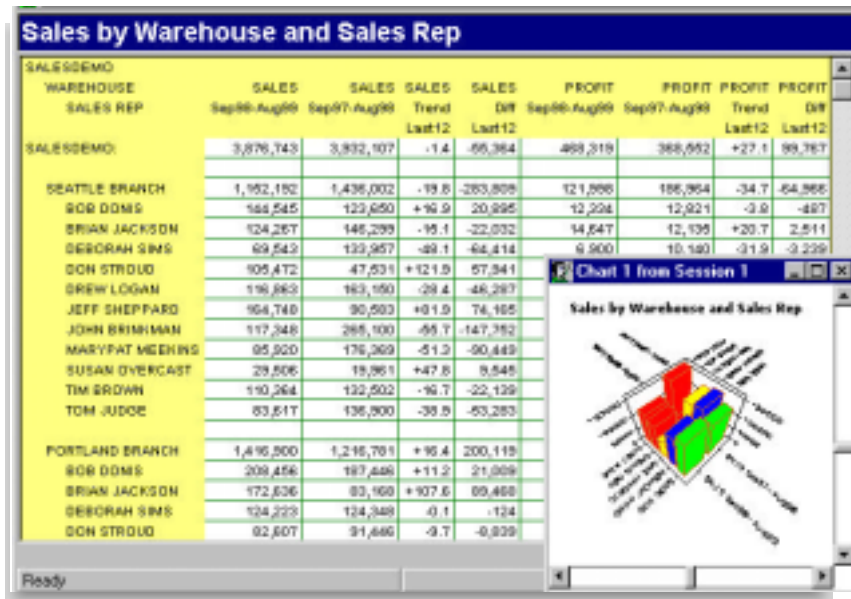 Sales by Warehouse and Sales Rep
SALESDEMO
WAREHOUSE SALES SALES SALES SALES PROFIT PROFIT PROFIT PROFIT
SALES REP Sep98-Aug99 Sep97-Aug98 Trend Diff Sep98-Aug99 Sep97-Aug98 Trend Diff
Last12 Last12 Last12 Last12
SALESDEMO: 3,876,743 3,932,107 -1.4 -55,364 468,319 368,552 +27.1 99,767
SEATTLE BRANCH 1,152,192 1,436,002 -19.8 -283,809 121,998 186,964 -34.7 -64,966
BOB DONIS 144,545 123,650 +16.9 20,895 12,334 12,821 -3.8 -487
BRIAN JACKSON 124,267 146,299 -15.1 -22,032 14,647 12,136 +20.7 2,511
DEBORAH SIMS 69,543 133,957 -48.1 -64,414 6,900 10,140 -31.9 -3,239
DON STROUD 105,472 47,531 +121.9 57,941
DREW LOGAN 116,863 163,150 -28.4 -46,287
JEFF SHEPPARD 164,748 90,583 +81.9 74,165
JOHN BRINKMAN 117,348 265,100 -55.7 -147,752
MARYPAT MEEKINS 85,920 176,369 -51.3 -90,449
SUSAN OVERCAST 29,506 19,961 +47.8 9,545
TIM BROWN 110,364 132,502 -16.7 -22,139
TOM JUDGE 83,617 136,900 -38.9 -53,283
PORTLAND BRANCH 1,416,900 1,216,781 +16.4 200,119
BOB DONIS 208,456 187,446 +11.2 21,009
BRIAN JACKSON 172,636 83,168 +107.6 89,468
DEBORAH SIMS 124,223 124,348 -0.1 -124
DON STROUD 82,607 91,446 -9.7 -8,839
Chart 1 from Session 1
Sales by Warehouse and Sales Rep
Ready